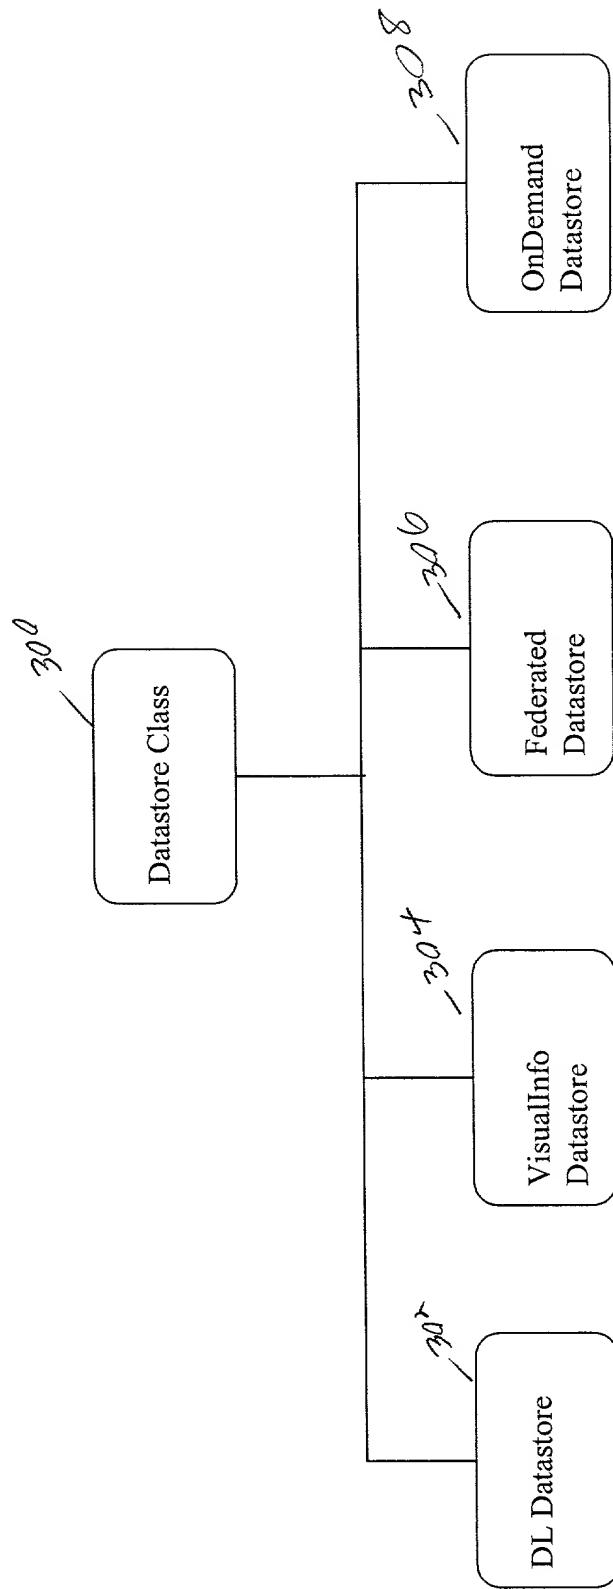 300
Datastore Class
302
DL Datastore
304
VisualInfo
Datastore
306
Federated
Datastore
308
OnDemand
Datastore